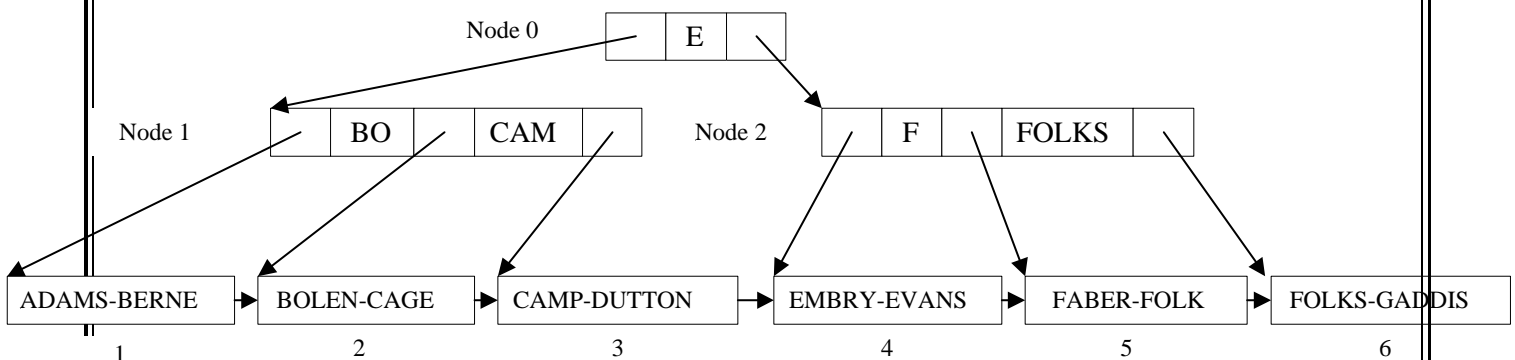 Node 0 E
Node 1 BO CAM Node 2 F FOLKS
ADAMS-BERNE BOLEN-CAGE CAMP-DUTTON EMBRY-EVANS FABER-FOLK FOLKS-GADDIS
1 2 3 4 5 6